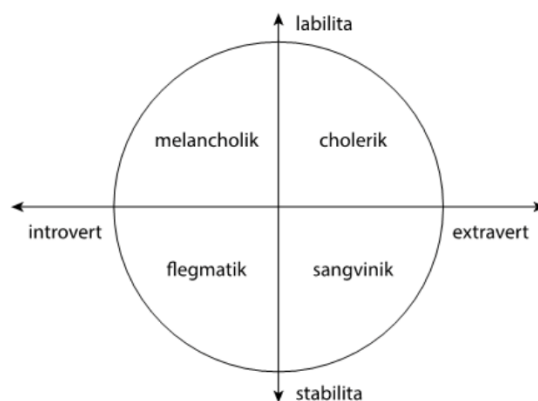 labilita
melancholik
cholerik
introvert
extravert
flegmatik
sangvinik
stabilita